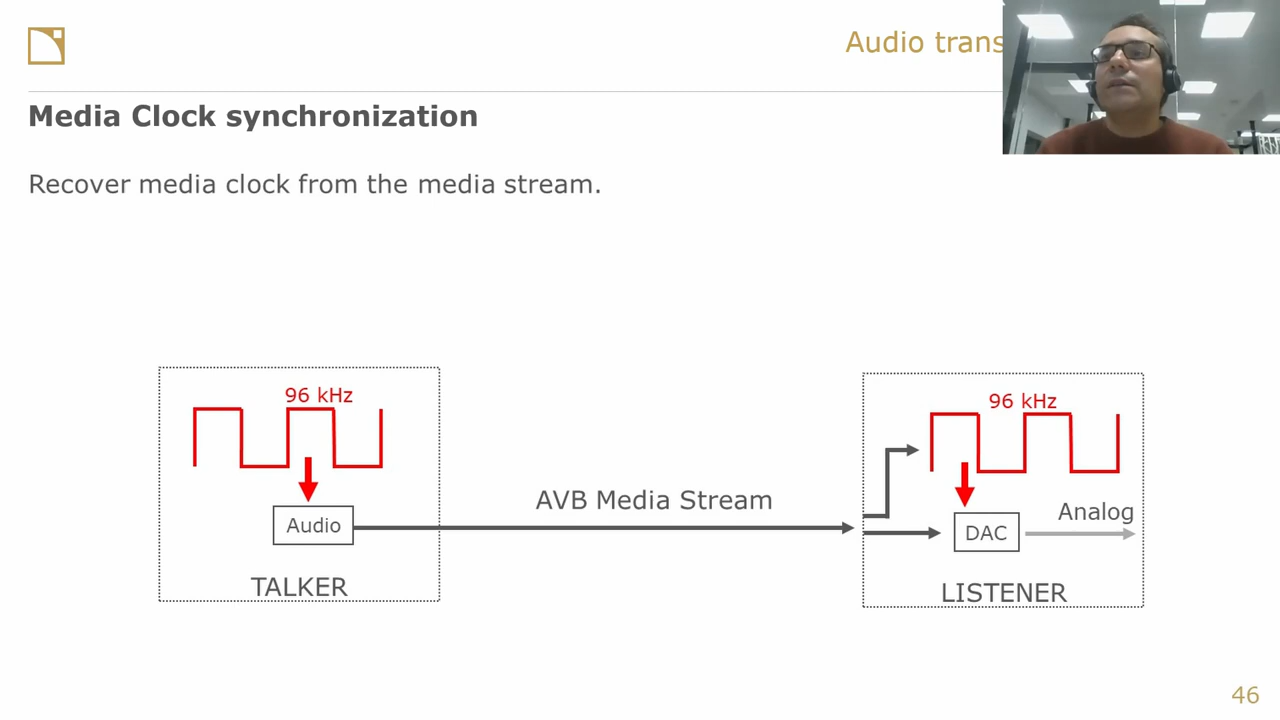 Audio trans
Media Clock synchronization
Recover media clock from the media stream.
96 kHz
96 kHz
AVB Media Stream
Audio
Analog
DAC
TALKER
LISTENER
46